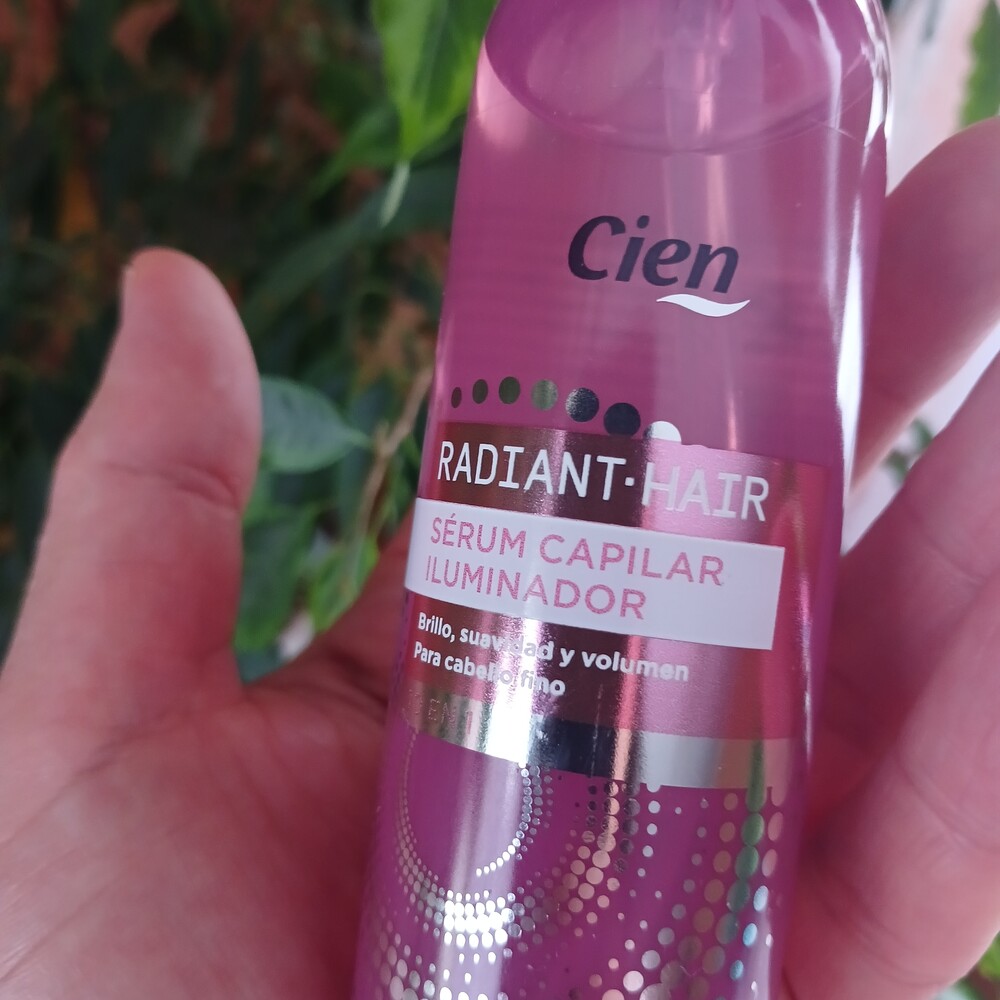 Cien
RADIANT·HAIR
SÉRUM CAPILAR
ILUMINADOR
Brillo, suavidad y volumen
Para cabello fino